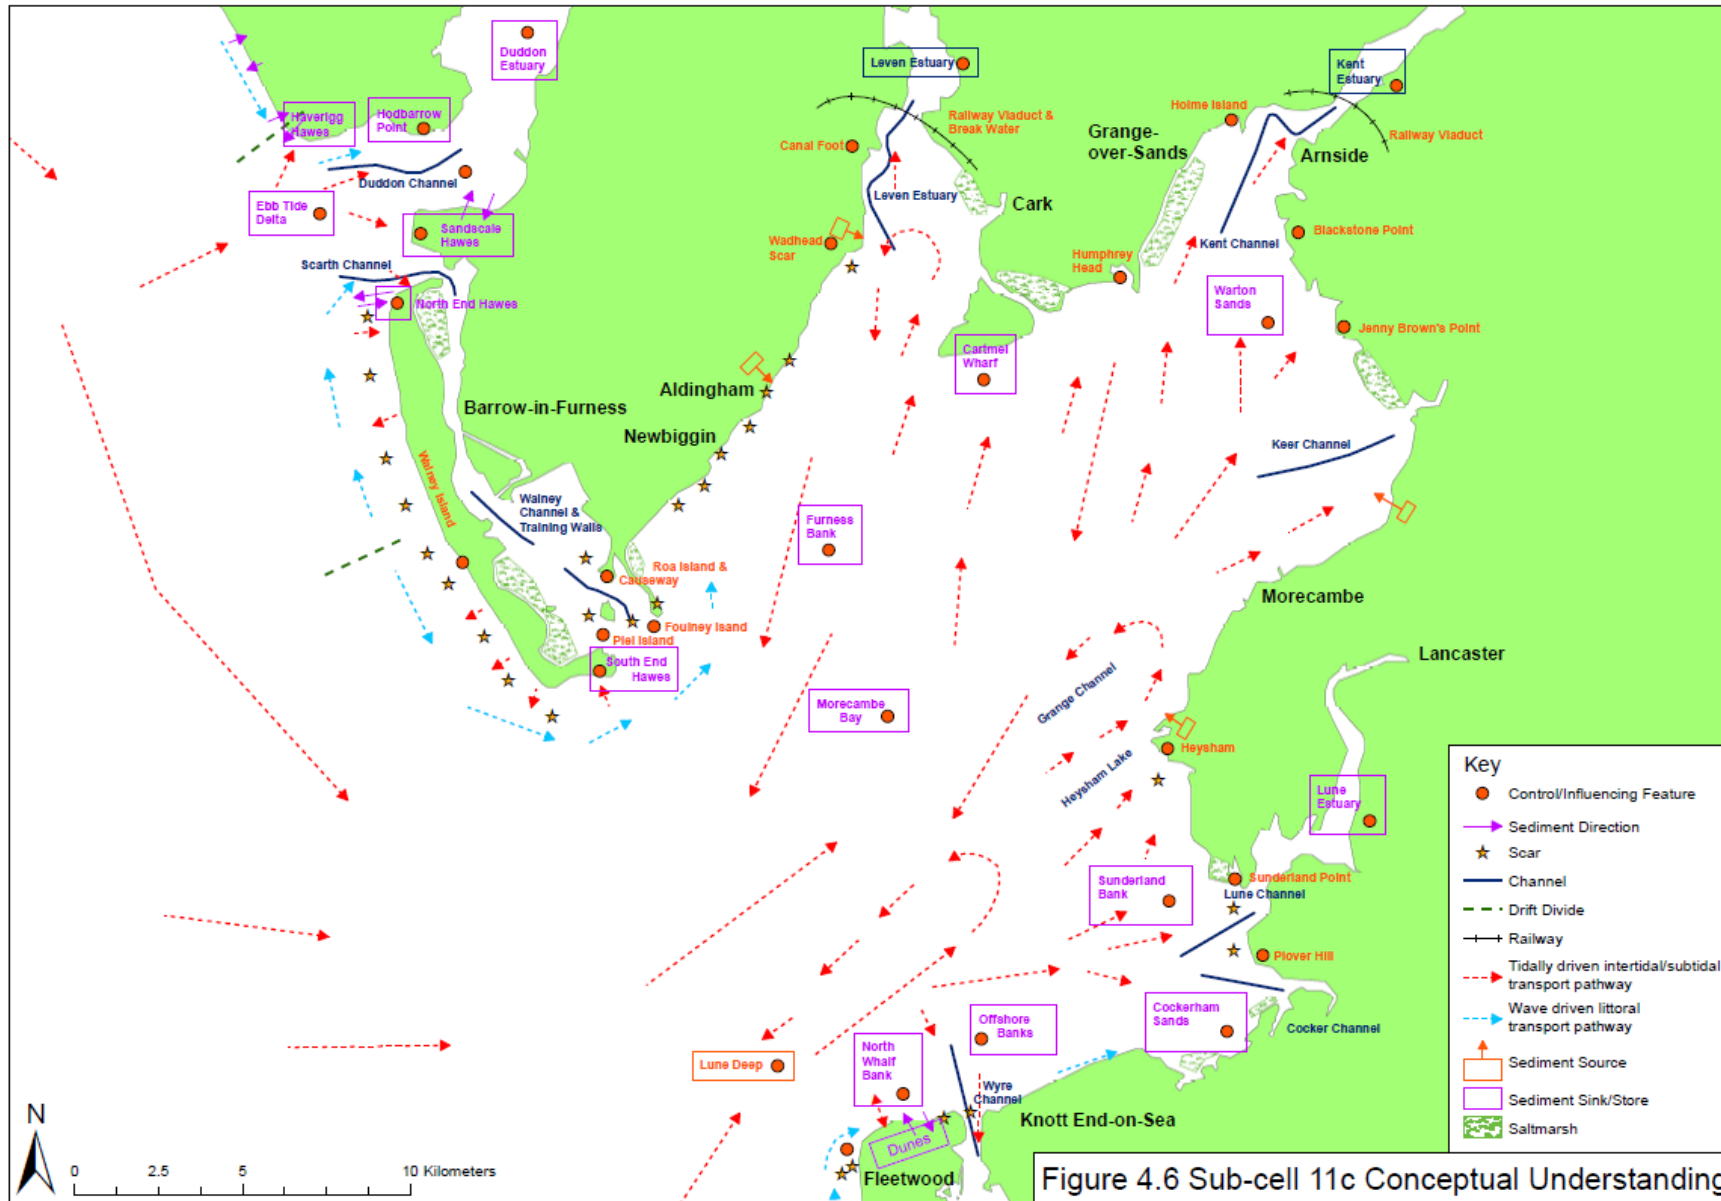 Duddon
Estuary
Leven Estuary
Kent
Estuary
Haverigg
Hawes
Hodbarrow
Point
Holme Island
Railway Viaduct &
Break Water
Grange-
over-Sands
Railway Viaduct
Canal Foot
Arnside
Duddon Channel
Leven Estuary
Ebb Tide
Delta
Cark
Sandscale
Hawes
Wadhead
Scar
Blackstone Point
Kent Channel
Humphrey
Head
Scarth Channel
Warton
Sands
North End Hawes
Jenny Brown's Point
Cartmel
Wharf
Aldingham
Barrow-in-Furness
Newbiggin
Keer Channel
Walney Island
Walney
Channel &
Training Walls
Furness
Bank
Roa Island &
Causeway
Morecambe
Foulney Isand
Piel Island
Lancaster
South End
Hawes
Grange Channel
Morecambe
Bay
Heysham
Heysham Lake
Lune
Estuary
Sunderland
Bank
Sunderland Point
Lune Channel
Plover Hill
Offshore
Banks
Cockerham
Sands
Cocker Channel
North
Whalf
Bank
Lune Deep
Wyre
Channel
Knott End-on-Sea
Dunes
Fleetwood
Key
Control/Influencing Feature
Sediment Direction
Scar
Channel
Drift Divide
Railway
Tidally driven intertidal/subtidal
transport pathway
Wave driven littoral
transport pathway
Sediment Source
Sediment Sink/Store
Saltmarsh
N
0 2.5 5 10 Kilometers
Figure 4.6 Sub-cell 11c Conceptual Understanding